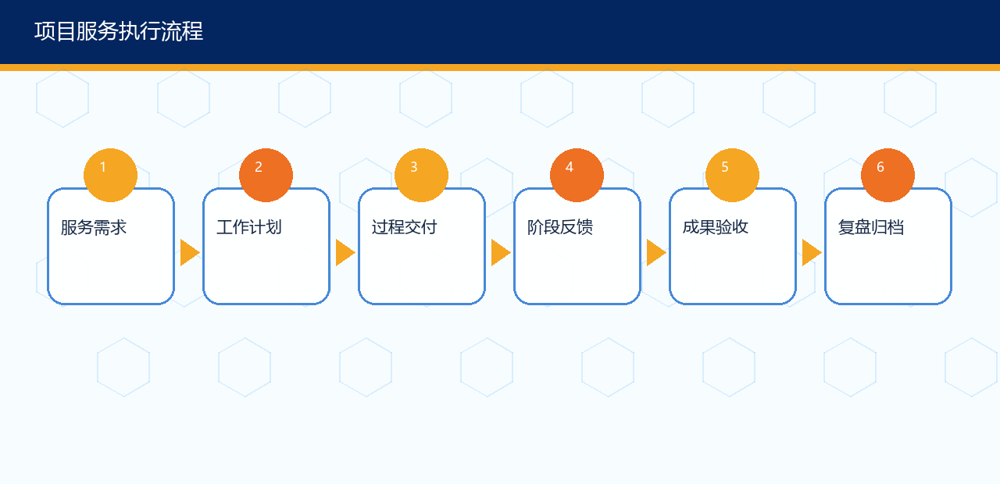 项目服务执行流程
1
服务需求
2
工作计划
3
过程交付
4
阶段反馈
5
成果验收
6
复盘归档